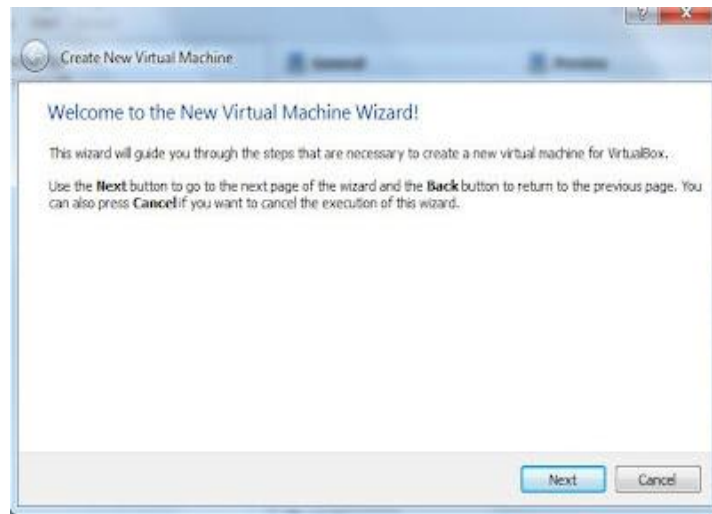 Create New Virtual Machine
Welcome to the New Virtual Machine Wizard!
This wizard will guide you through the steps that are necessary to create a new virtual machine for VirtualBox.
Use the Next button to go to the next page of the wizard and the Back button to return to the previous page. You
can also press Cancel if you want to cancel the execution of this wizard.
Next Cancel